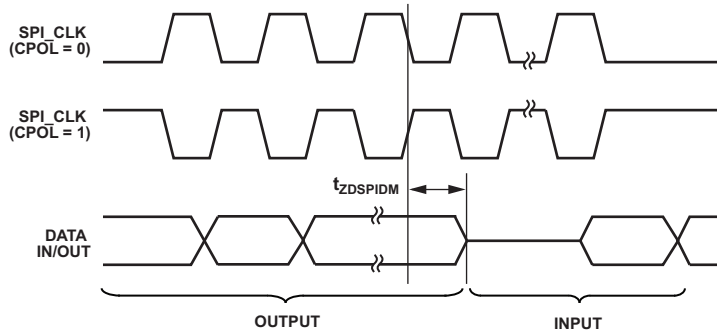 SPI_CLK
(CPOL = 0)
SPI_CLK
(CPOL = 1)
tZDSPIDM
DATA
IN/OUT
OUTPUT
INPUT